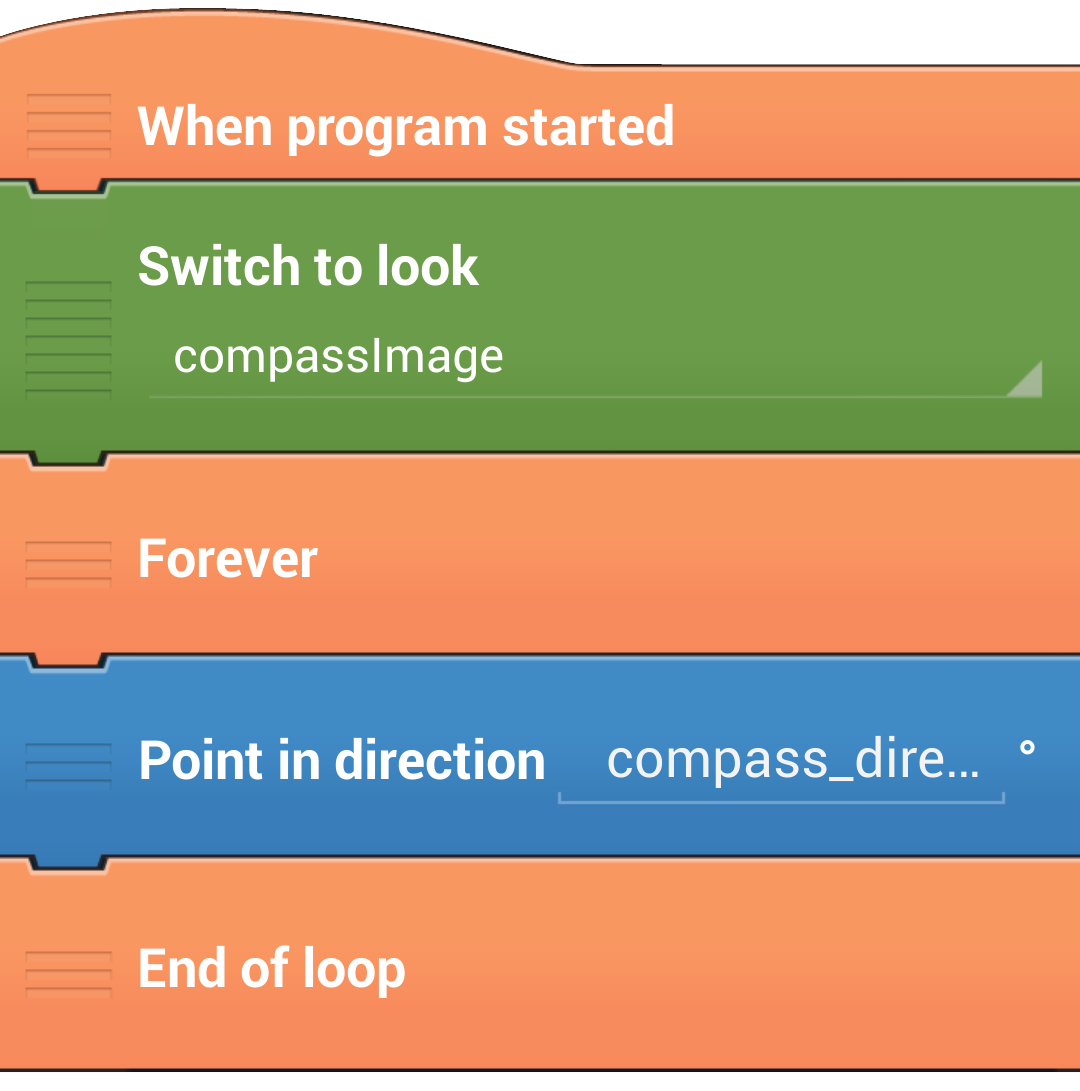 When program started
Switch to look
compassImage
Forever
Point in direction compass_dire... °
End of loop